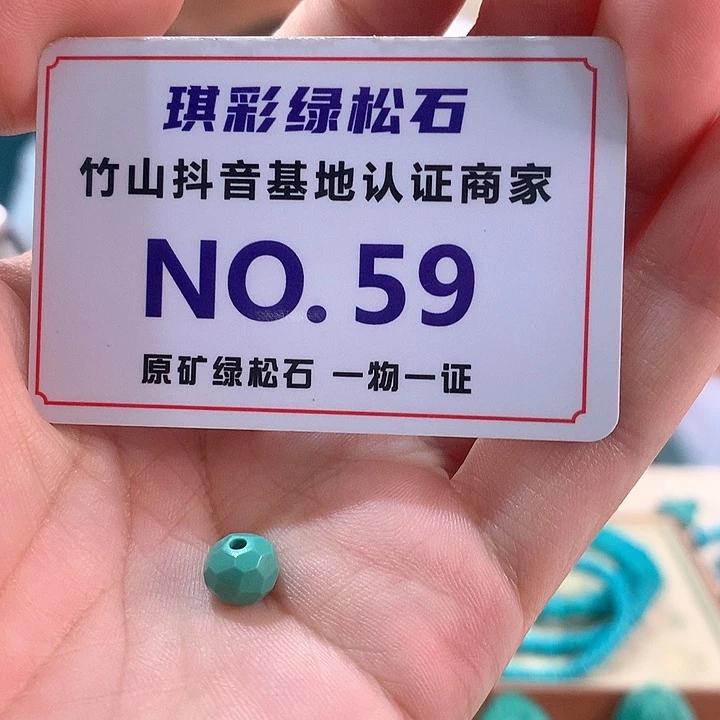 琪彩绿松石
竹山抖音基地认证商家
NO. 59
原矿绿松石 一物一证